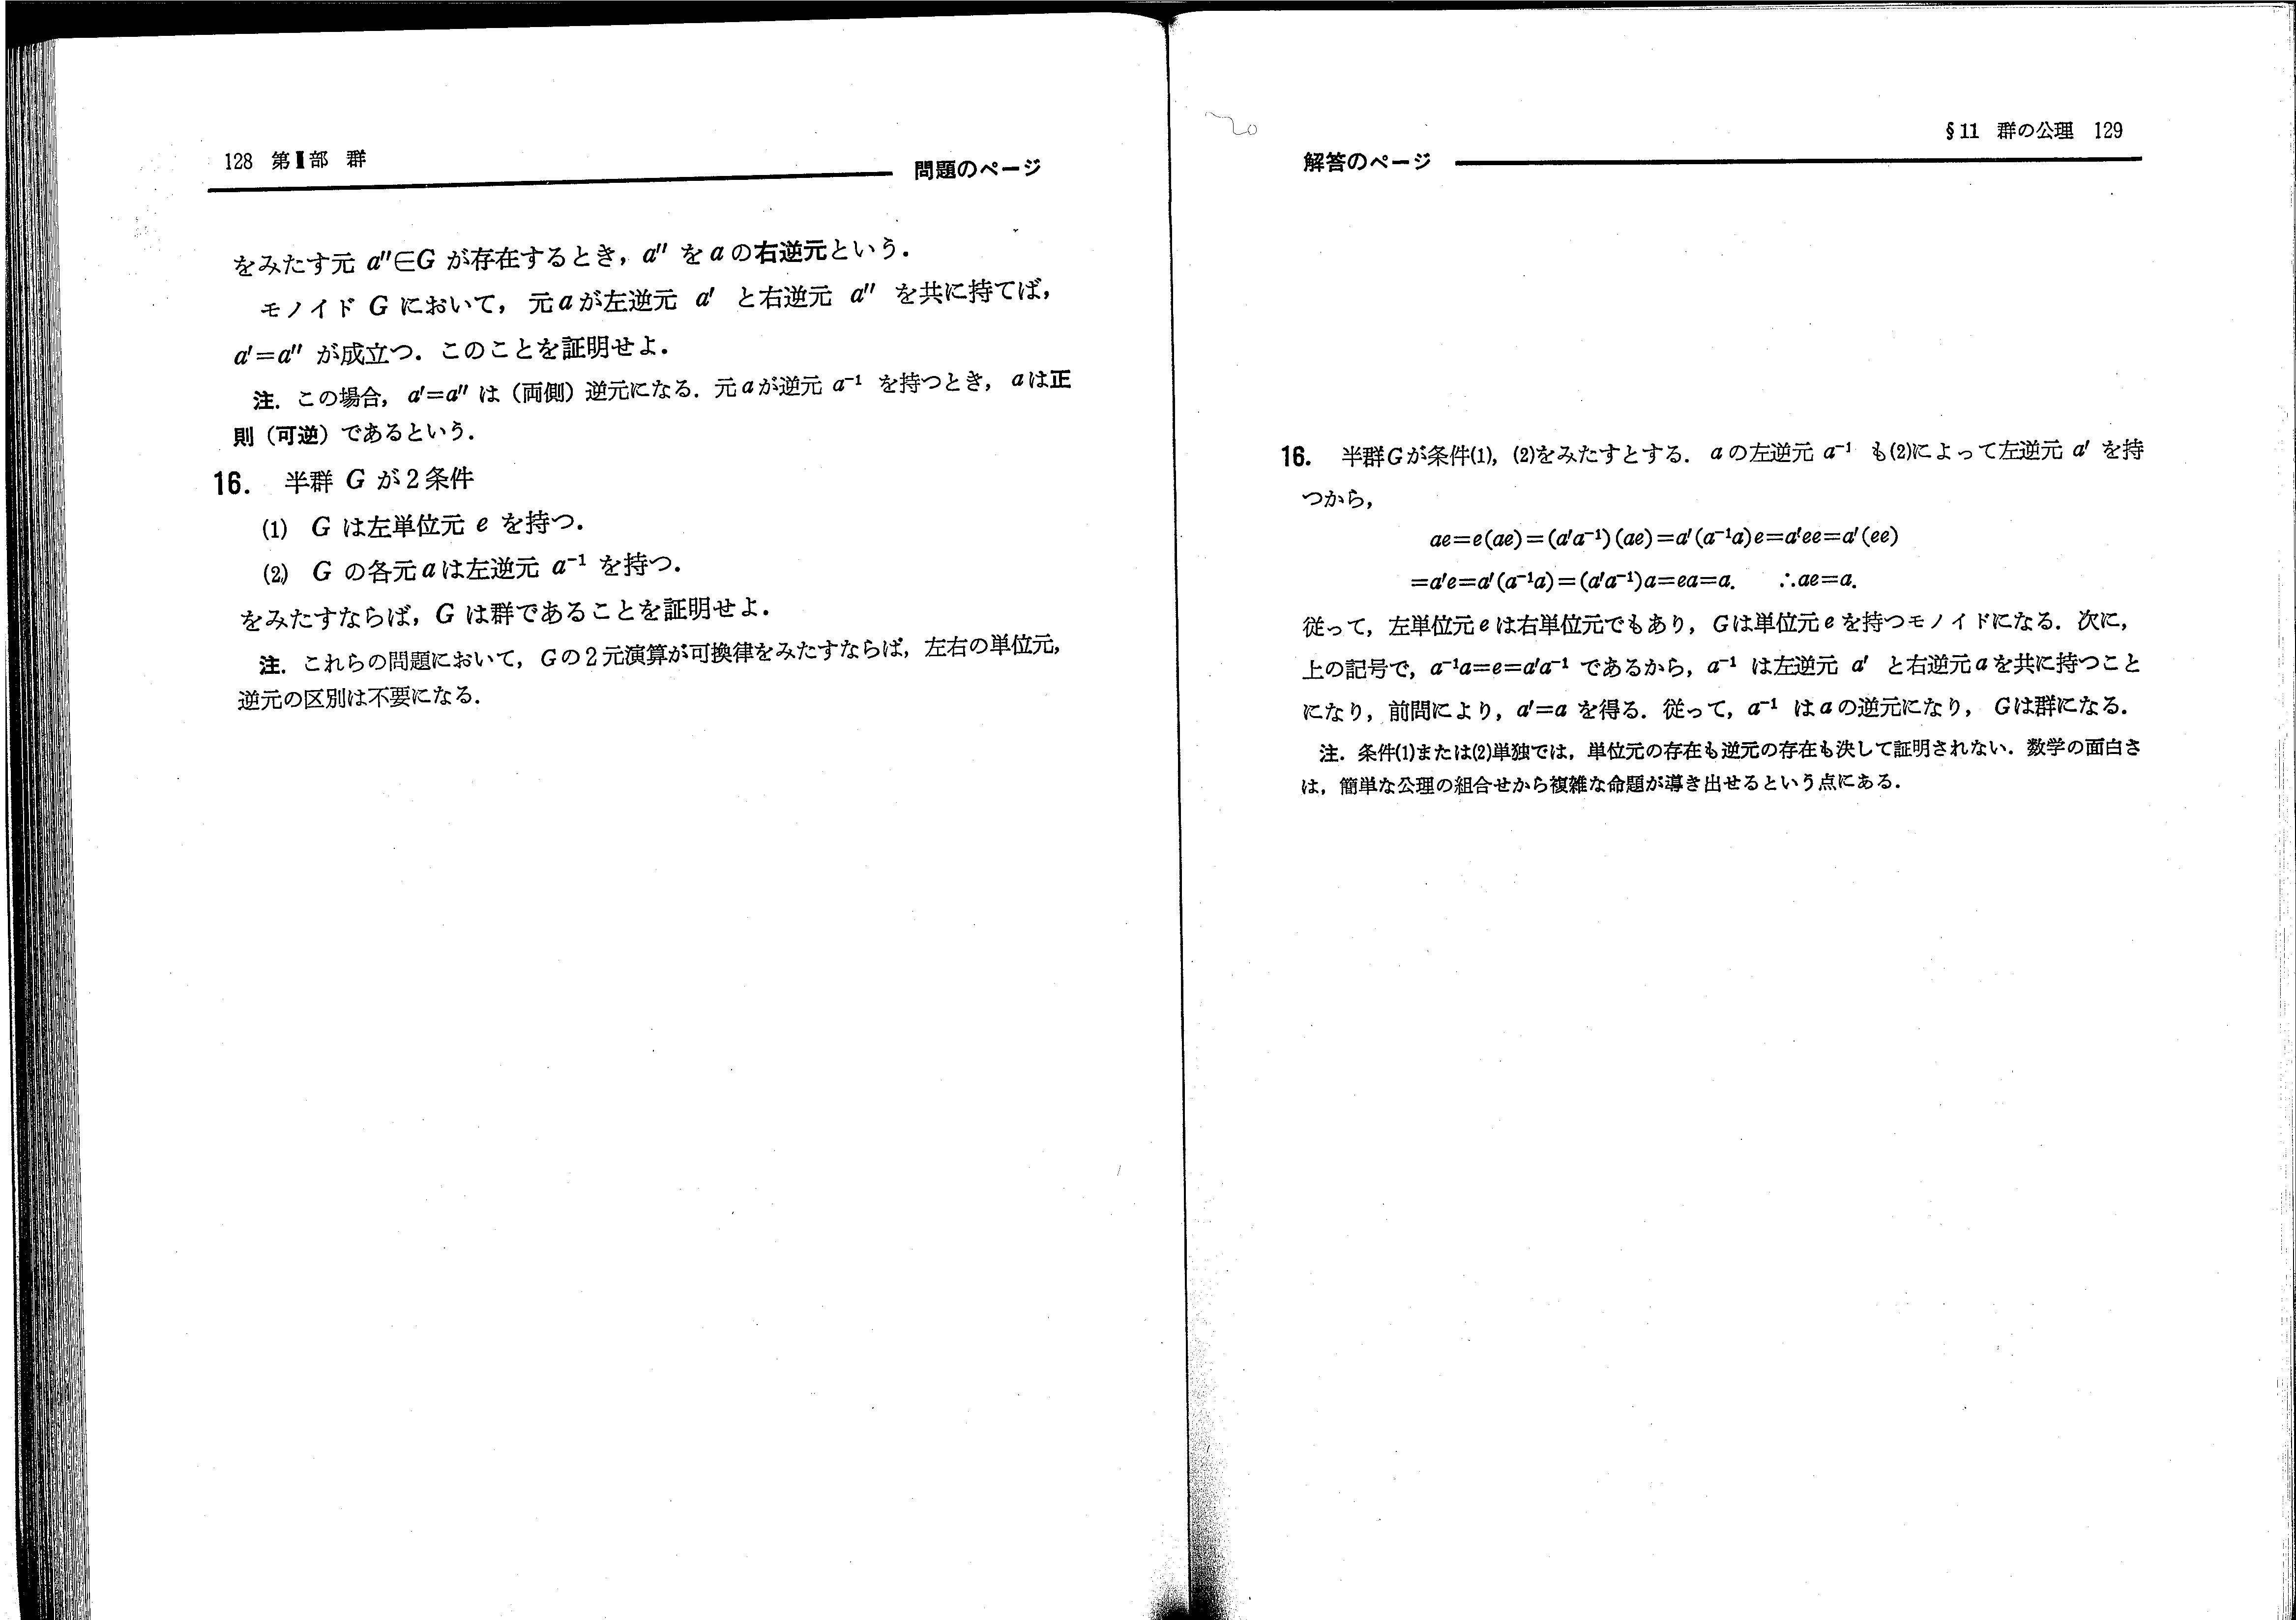 128 第Ⅱ部 群
問題のページ
をみたす元 a''∈G が存在するとき，a'' を a の右逆元という．
モノイド G において，元 a が左逆元 a' と右逆元 a'' を共に持てば，
a'=a'' が成立つ．このことを証明せよ．
注．この場合，a'=a'' は（両側）逆元になる．元 a が逆元 a⁻¹ を持つとき，a は正
則（可逆）であるという．
16． 半群 G が2条件
(1) G は左単位元 e を持つ．
(2) G の各元 a は左逆元 a⁻¹ を持つ．
をみたすならば，G は群であることを証明せよ．
注．これらの問題において，Gの2元演算が可換律をみたすならば，左右の単位元，
逆元の区別は不要になる．
20
§11 群の公理 129
解答のページ
16． 半群Gが条件(1)，(2)をみたすとする．a の左逆元 a⁻¹ も(2)によって左逆元 a' を持
つから，
ae=e(ae)=(a'a⁻¹)(ae)=a'(a⁻¹a)e=a'ee=a'(ee)
=a'e=a'(a⁻¹a)=(a'a⁻¹)a=ea=a． ∴ae=a．
従って，左単位元 e は右単位元でもあり，Gは単位元 e を持つモノイドになる．次に，
上の記号で，a⁻¹a=e=a'a⁻¹ であるから，a⁻¹ は左逆元 a' と右逆元 a を共に持つこと
になり，前問により，a'=a を得る．従って，a⁻¹ は a の逆元になり，Gは群になる．
注．条件(1)または(2)単独では，単位元の存在も逆元の存在も決して証明されない．数学の面白さ
は，簡単な公理の組合せから複雑な命題が導き出せるという点にある．